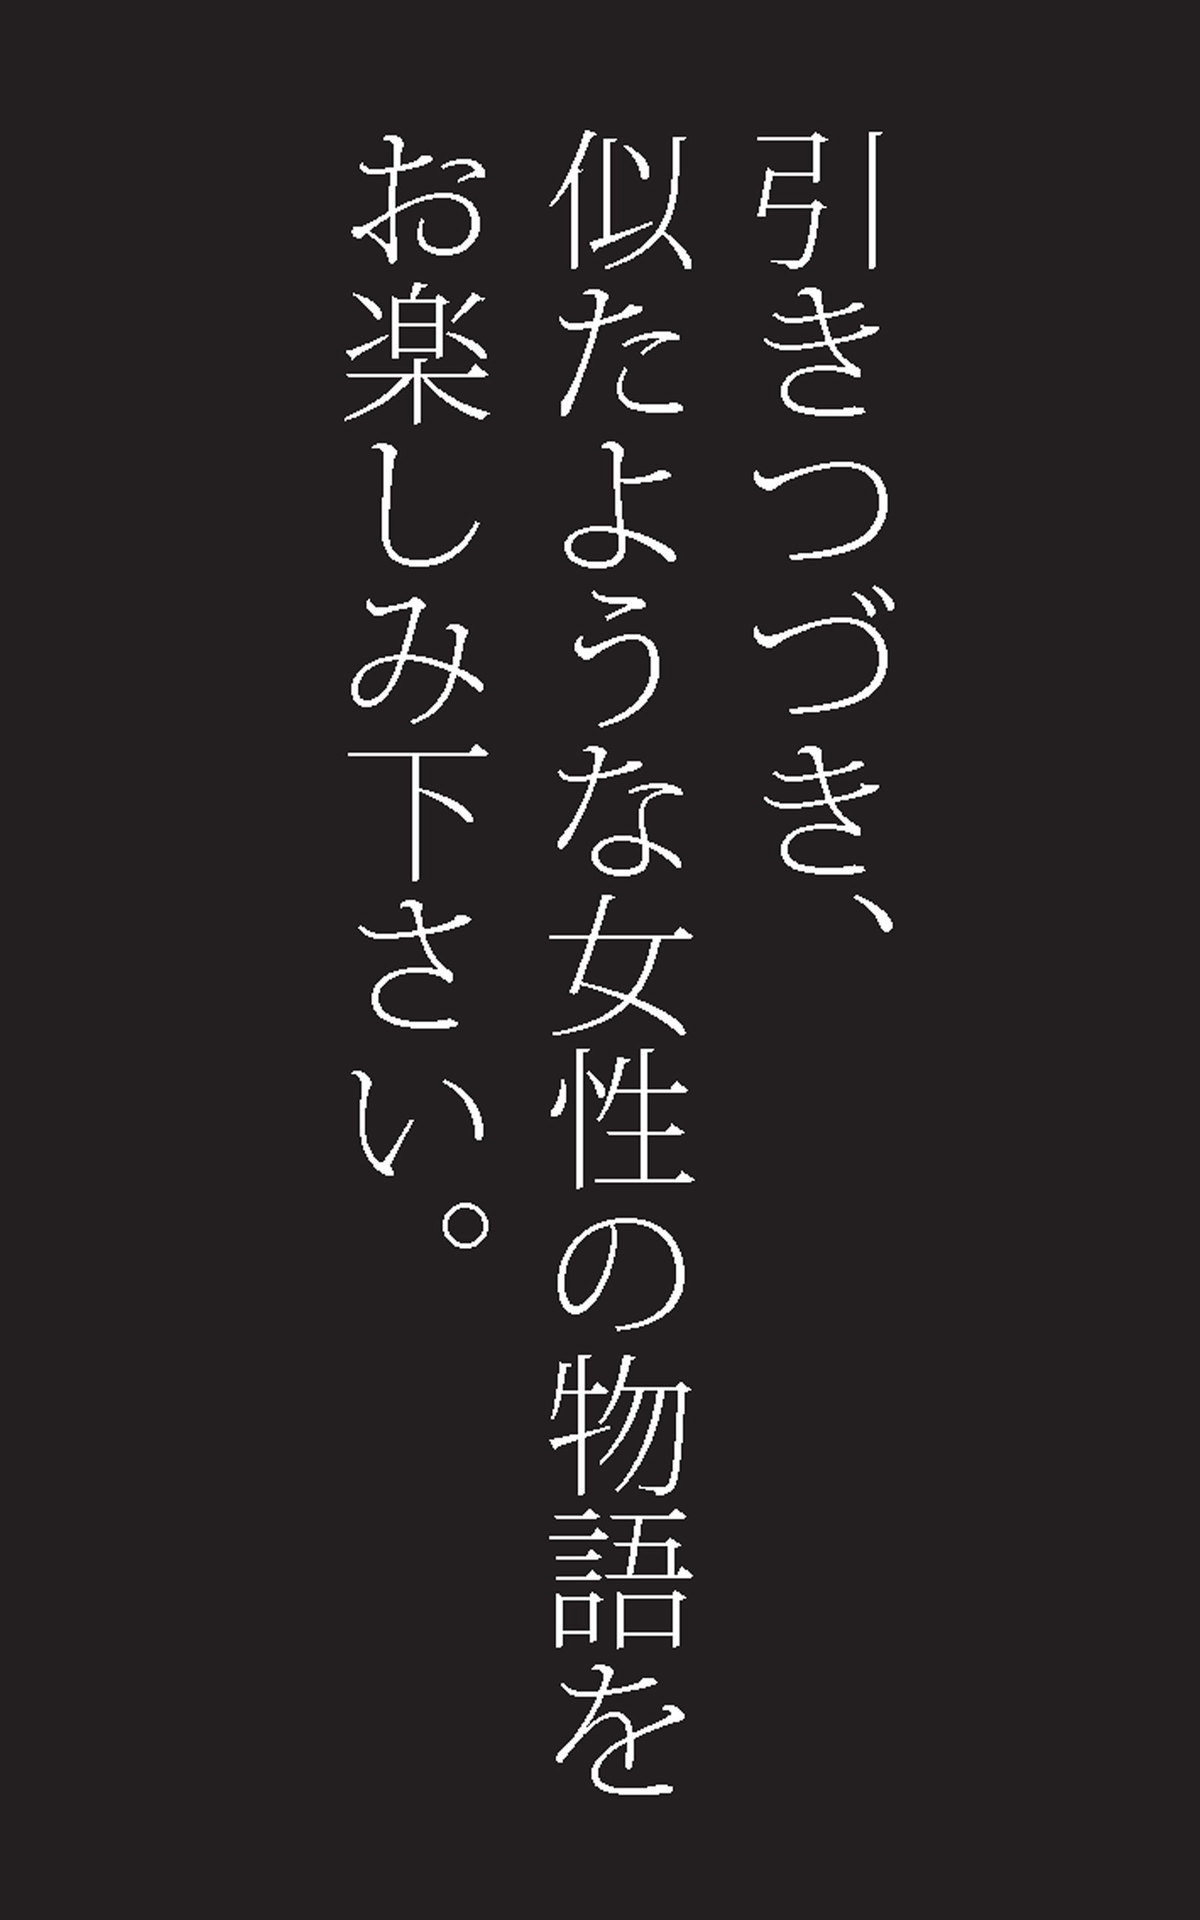 引きつづき、
似たような女性の物語を
お楽しみ下さい。